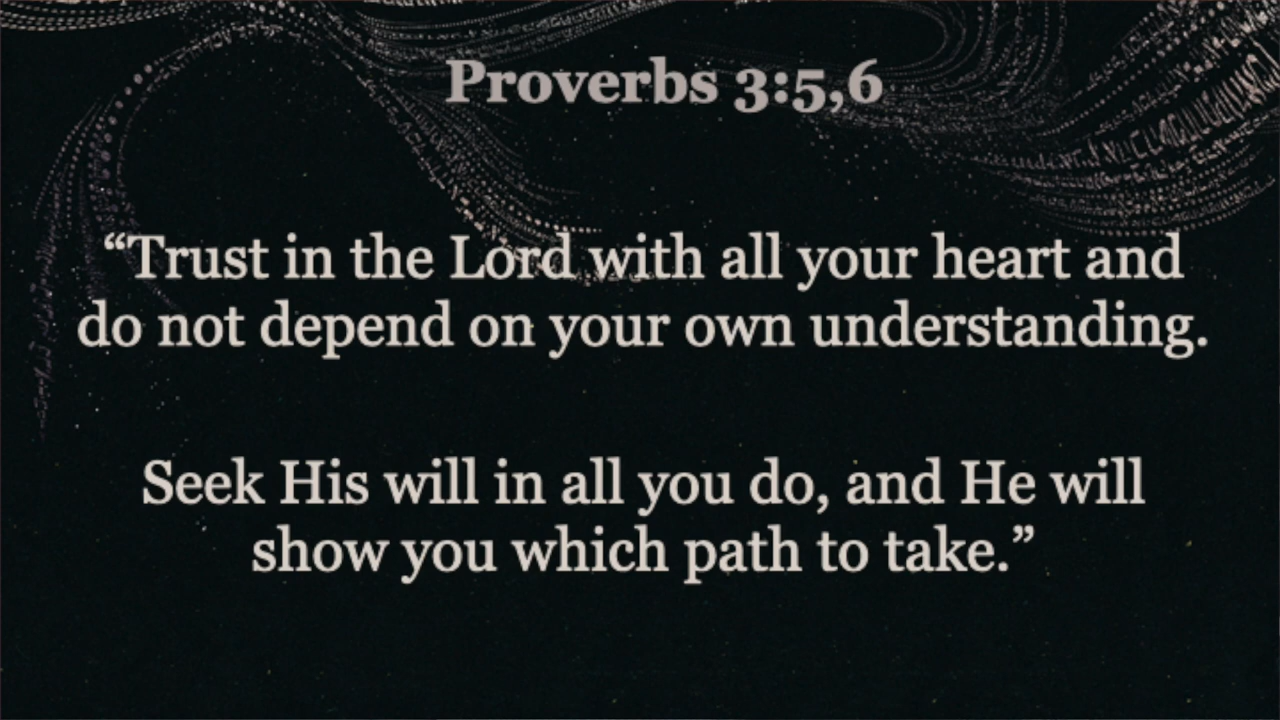 Proverbs 3:5,6
“Trust in the Lord with all your heart and
do not depend on your own understanding.
Seek His will in all you do, and He will
show you which path to take.”